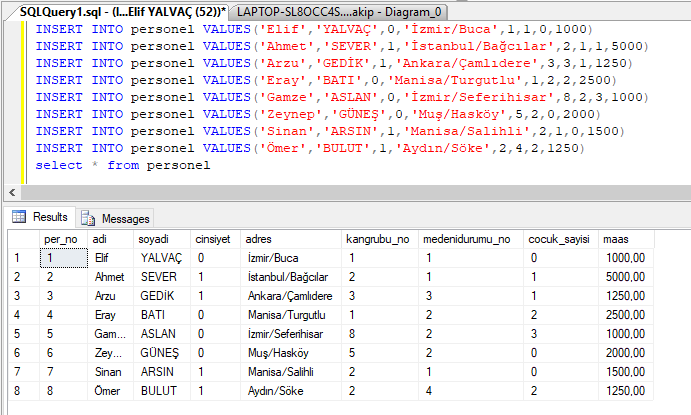 SQLQuery1.sql - (l...Elif YALVAÇ (52))* LAPTOP-SL8OCC4S....akip - Diagram_0
INSERT INTO personel VALUES('Elif','YALVAÇ',0,'İzmir/Buca',1,1,0,1000)
INSERT INTO personel VALUES('Ahmet','SEVER',1,'İstanbul/Bağcılar',2,1,1,5000)
INSERT INTO personel VALUES('Arzu','GEDİK',1,'Ankara/Çamlıdere',3,3,1,1250)
INSERT INTO personel VALUES('Eray','BATI',0,'Manisa/Turgutlu',1,2,2,2500)
INSERT INTO personel VALUES('Gamze','ASLAN',0,'İzmir/Seferihisar',8,2,3,1000)
INSERT INTO personel VALUES('Zeynep','GÜNEŞ',0,'Muş/Hasköy',5,2,0,2000)
INSERT INTO personel VALUES('Sinan','ARSIN',1,'Manisa/Salihli',2,1,0,1500)
INSERT INTO personel VALUES('Ömer','BULUT',1,'Aydın/Söke',2,4,2,1250)
select * from personel
Results Messages
per_no adi soyadi cinsiyet adres kangrubu_no medenidurumu_no cocuk_sayisi maas
1 1 Elif YALVAÇ 0 İzmir/Buca 1 1 0 1000,00
2 2 Ahmet SEVER 1 İstanbul/Bağcılar 2 1 1 5000,00
3 3 Arzu GEDİK 1 Ankara/Çamlıdere 3 3 1 1250,00
4 4 Eray BATI 0 Manisa/Turgutlu 1 2 2 2500,00
5 5 Gam... ASLAN 0 İzmir/Seferihisar 8 2 3 1000,00
6 6 Zey... GÜNEŞ 0 Muş/Hasköy 5 2 0 2000,00
7 7 Sinan ARSIN 1 Manisa/Salihli 2 1 0 1500,00
8 8 Ömer BULUT 1 Aydın/Söke 2 4 2 1250,00